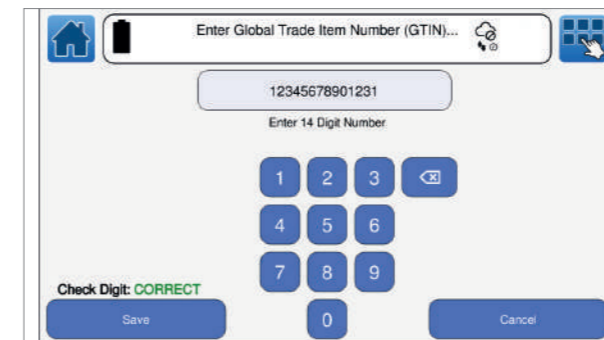 Enter Global Trade Item Number (GTIN)...
12345678901231
Enter 14 Digit Number
1 2 3
4 5 6
7 8 9
Check Digit: CORRECT
Save 0 Cancel